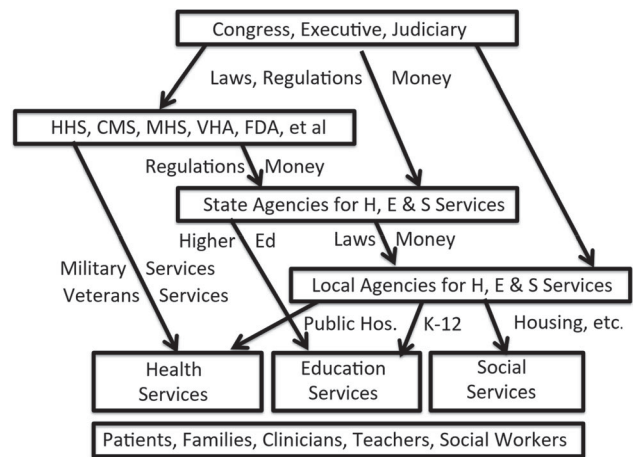 Congress, Executive, Judiciary
Laws, Regulations Money
HHS, CMS, MHS, VHA, FDA, et al
Regulations Money
State Agencies for H, E & S Services
Higher Ed
Laws Money
Military Services
Veterans Services
Local Agencies for H, E & S Services
Public Hos. K-12 Housing, etc.
Health
Services
Education
Services
Social
Services
Patients, Families, Clinicians, Teachers, Social Workers